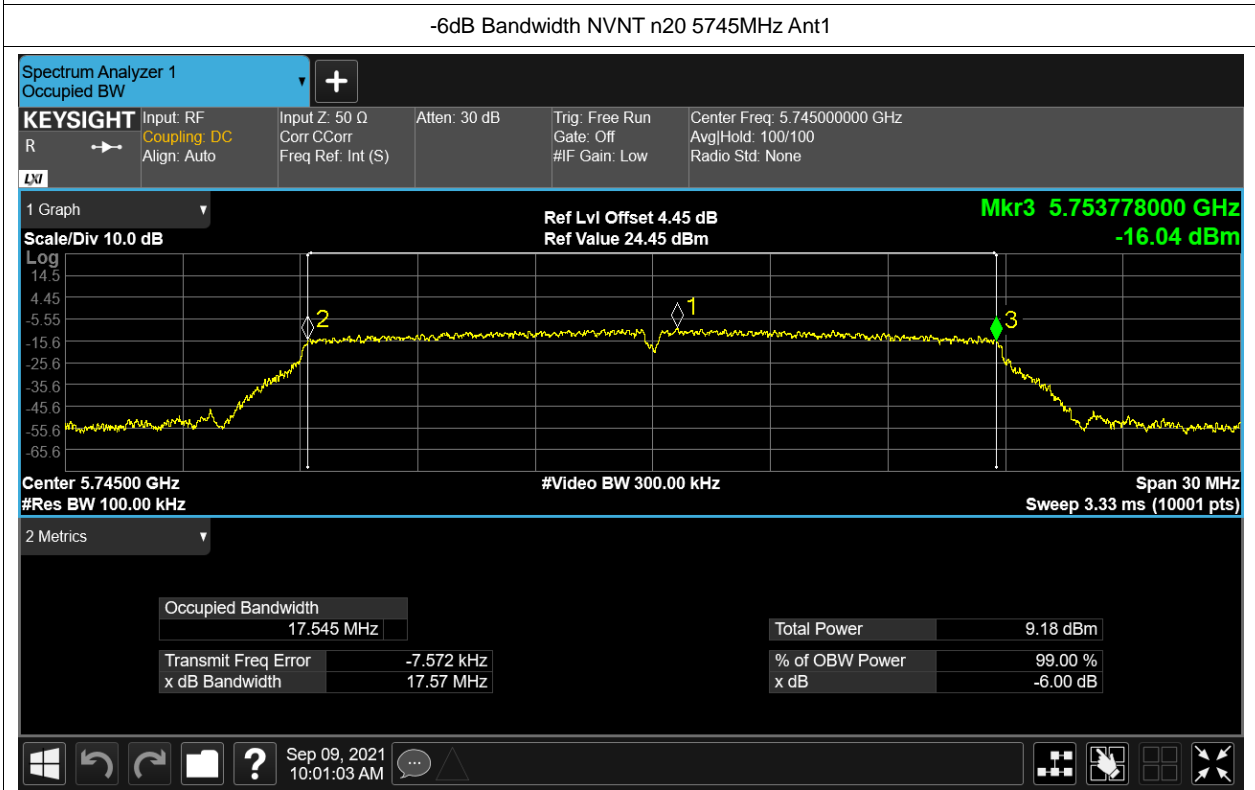 -6dB Bandwidth NVNT n20 5745MHz Ant1
Spectrum Analyzer 1
Occupied BW
KEYSIGHT
R
LXI
Input: RF
Coupling: DC
Align: Auto
Input Z: 50 Ω
Corr CCorr
Freq Ref: Int (S)
Atten: 30 dB
Trig: Free Run
Gate: Off
#IF Gain: Low
Center Freq: 5.745000000 GHz
Avg|Hold: 100/100
Radio Std: None
1 Graph
Scale/Div 10.0 dB
Ref Lvl Offset 4.45 dB
Ref Value 24.45 dBm
Mkr3 5.753778000 GHz
-16.04 dBm
Log
14.5
4.45
-5.55
-15.6
-25.6
-35.6
-45.6
-55.6
-65.6
2
1
3
Center 5.74500 GHz
#Res BW 100.00 kHz
#Video BW 300.00 kHz
Span 30 MHz
Sweep 3.33 ms (10001 pts)
2 Metrics
Occupied Bandwidth
17.545 MHz
Total Power 9.18 dBm
Transmit Freq Error -7.572 kHz
% of OBW Power 99.00 %
x dB Bandwidth 17.57 MHz
x dB -6.00 dB
?
Sep 09, 2021
10:01:03 AM